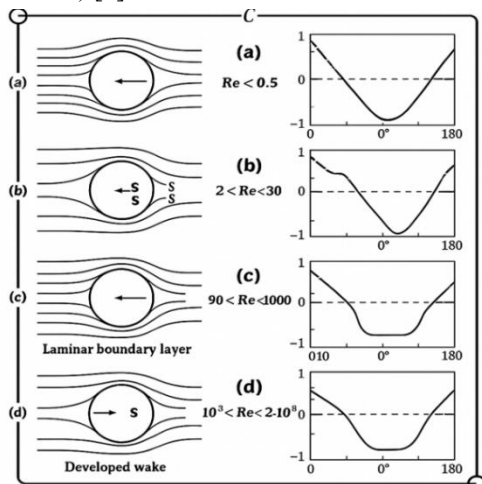 C
(a)
(a)
Re < 0.5
1
0
-1
0
0°
180
(b)
(b)
2 < Re < 30
S
S
S
S
1
0
-1
0
0°
180
(c)
(c)
90 < Re < 1000
Laminar boundary layer
1
0
-1
010
0°
180
(d)
(d)
10³ < Re < 2·10⁸
S
Developed wake
1
0
-1
0
0°
180